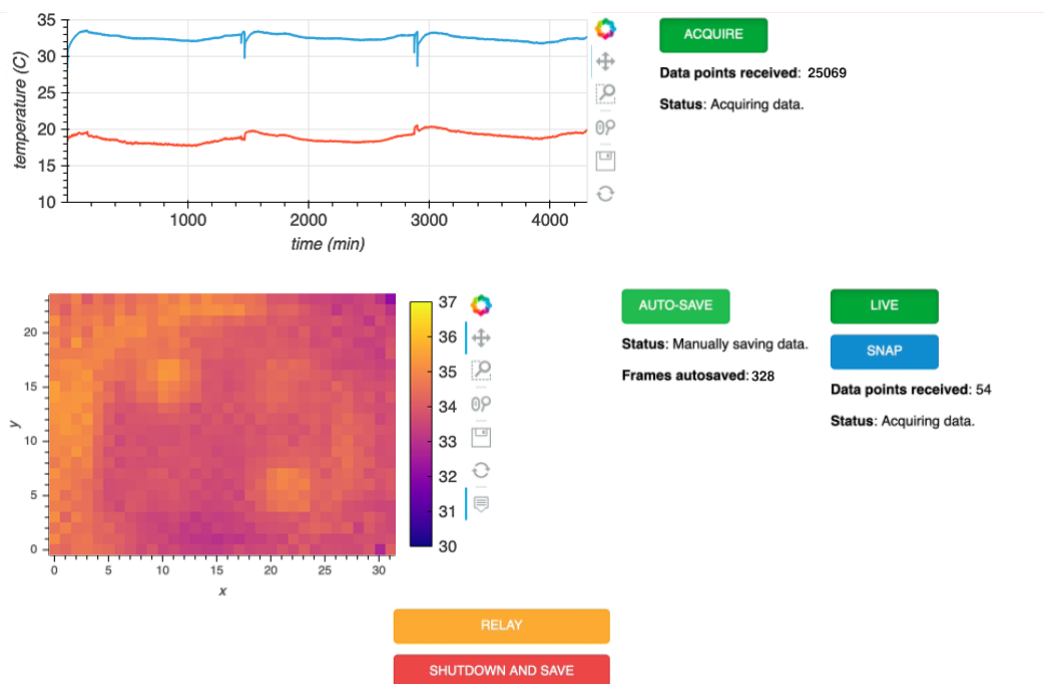 35
30
25
20
15
10
temperature (C)
1000
2000
3000
4000
time (min)
ACQUIRE
Data points received: 25069
Status: Acquiring data.
20
15
10
5
0
y
0
5
10
15
20
25
30
x
37
36
35
34
33
32
31
30
AUTO-SAVE
Status: Manually saving data.
Frames autosaved: 328
LIVE
SNAP
Data points received: 54
Status: Acquiring data.
RELAY
SHUTDOWN AND SAVE